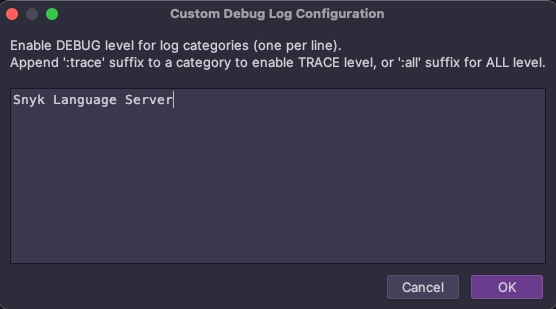 Custom Debug Log Configuration
Enable DEBUG level for log categories (one per line).
Append ':trace' suffix to a category to enable TRACE level, or ':all' suffix for ALL level.
Snyk Language Server
Cancel
OK